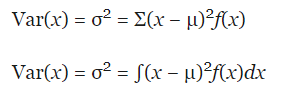 Var(x) = σ² = Σ(x – μ)²f(x)
Var(x) = σ² = ∫(x – μ)²f(x)dx